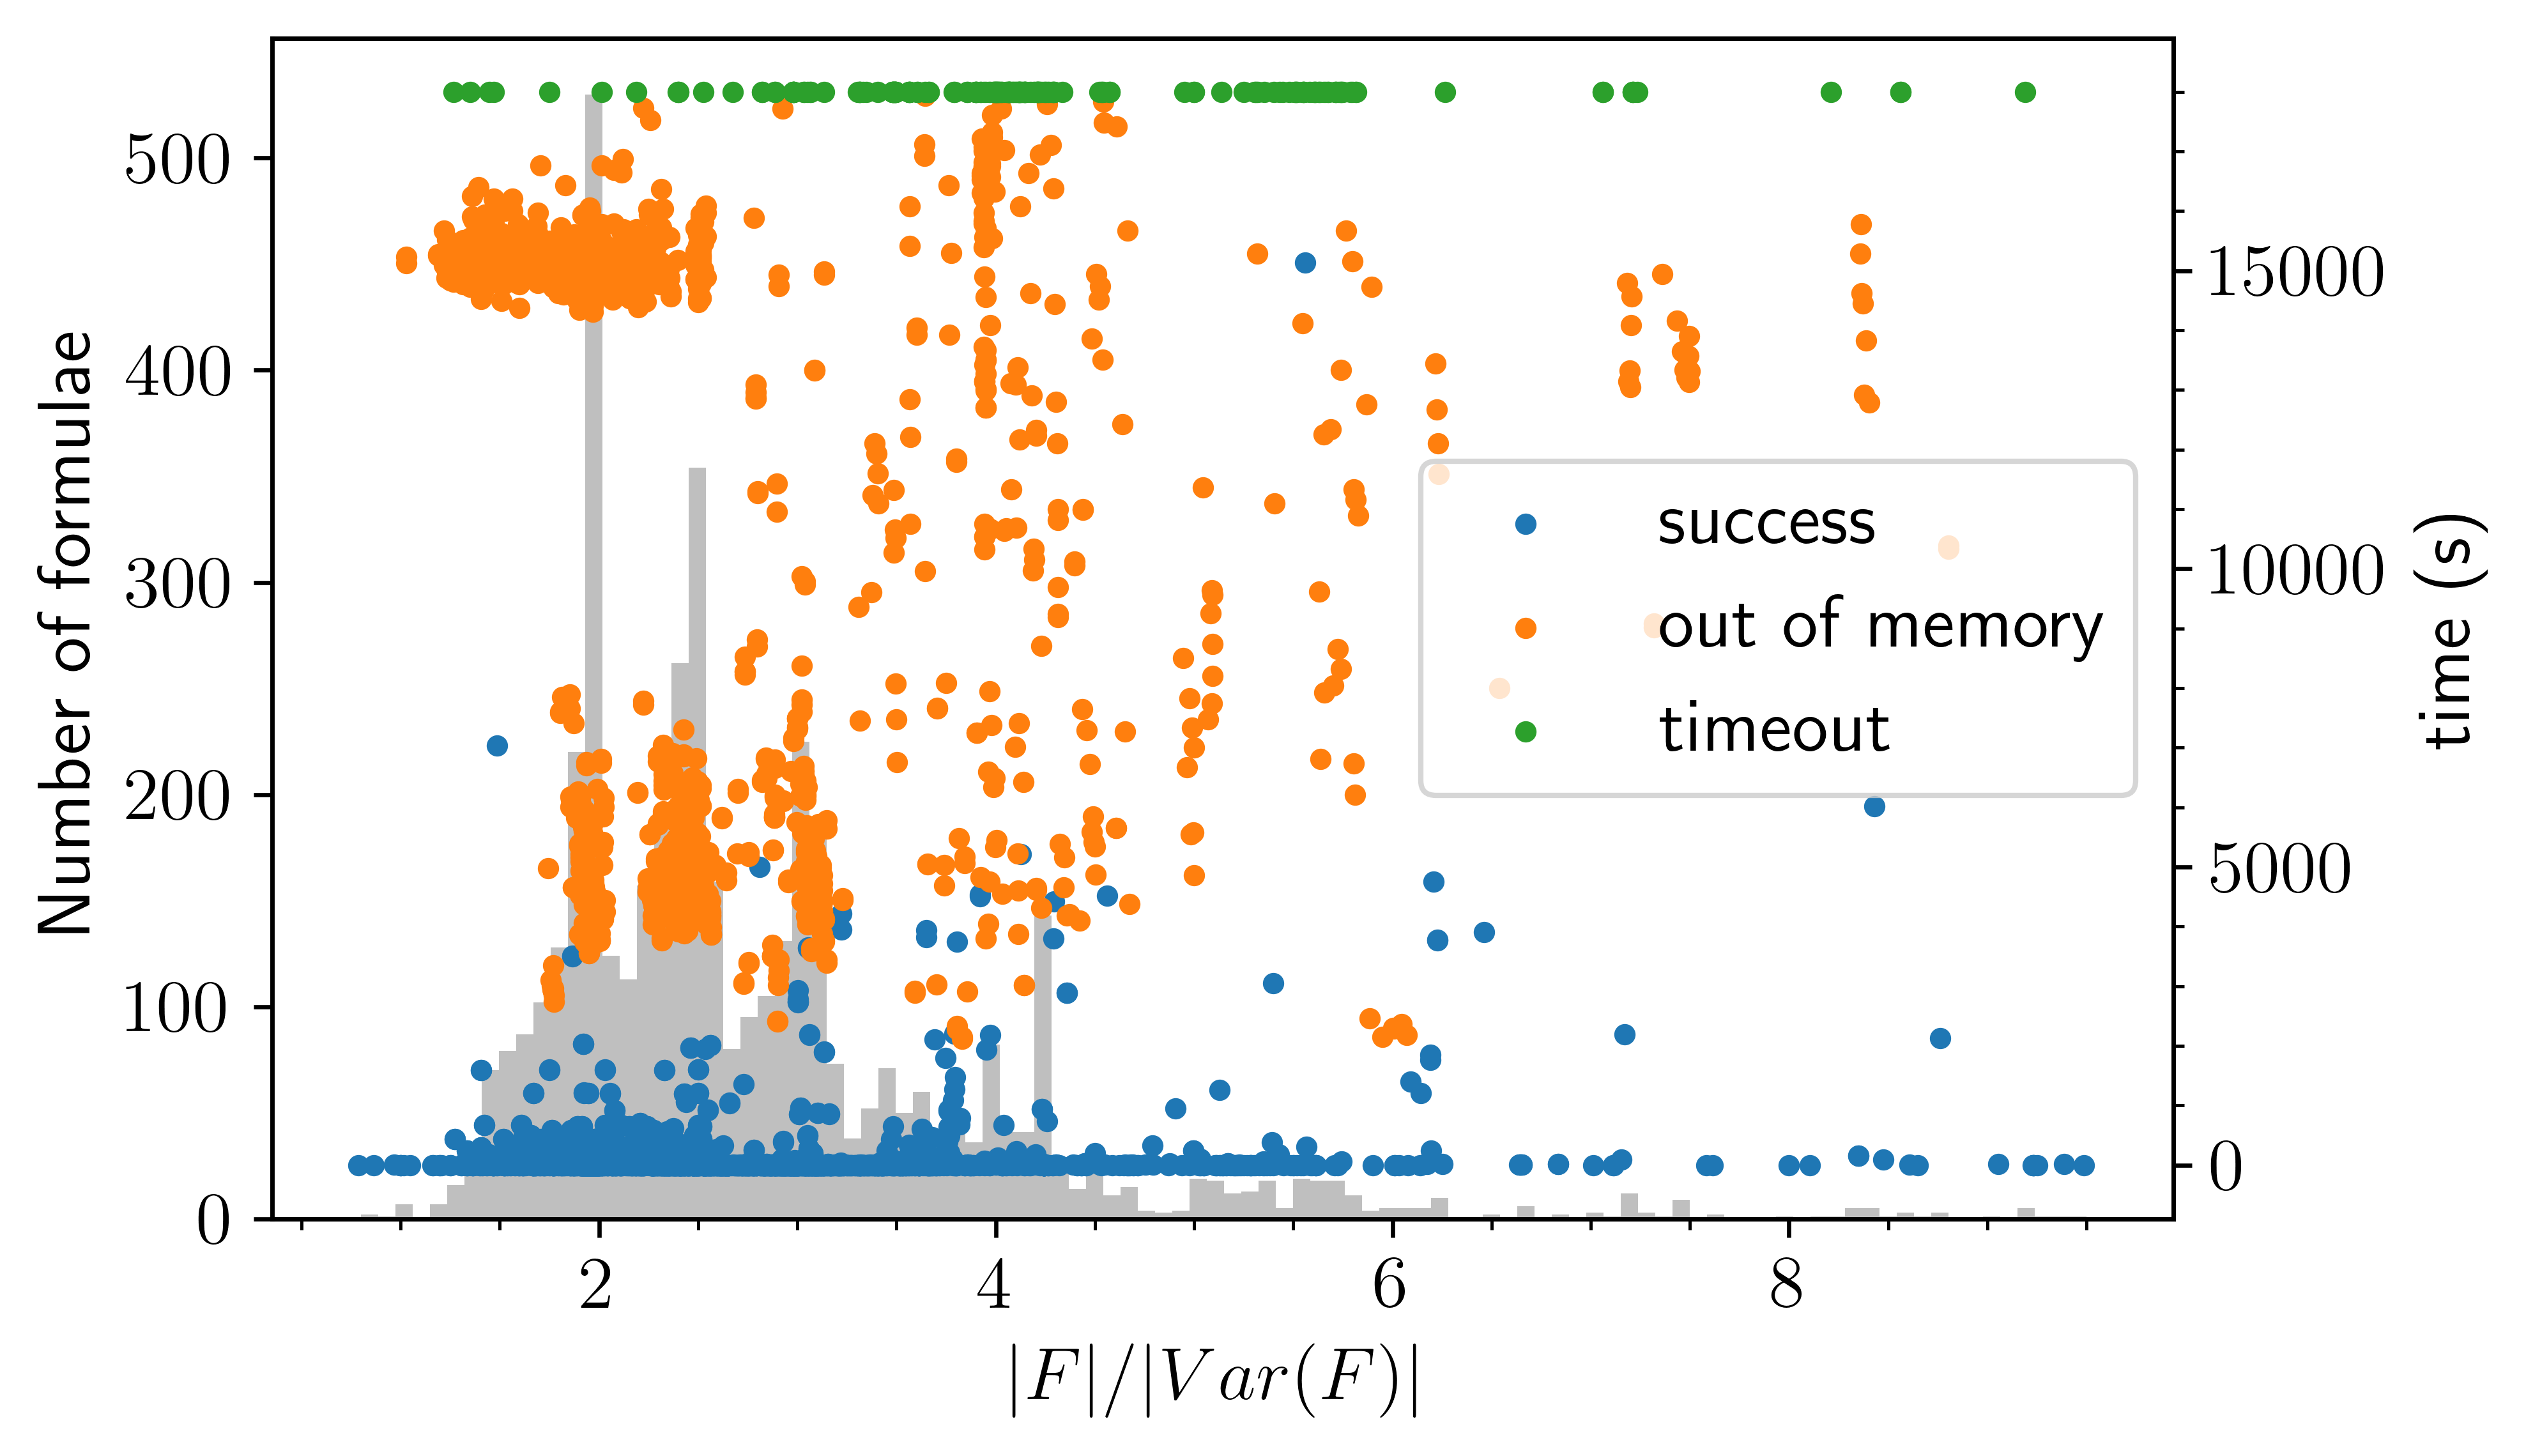 Number of formulae
500
400
300
200
100
0
15000
10000
5000
0
time (s)
success
out of memory
timeout
2 4 6 8
|F|/|Var(F)|